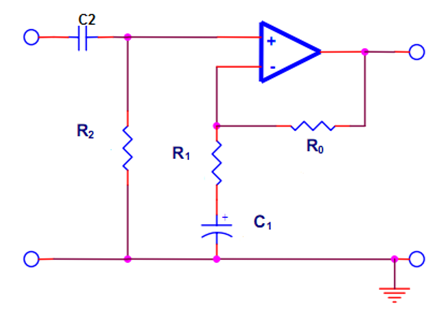 C2
+
-
R₂
R₁
R₀
+
C₁